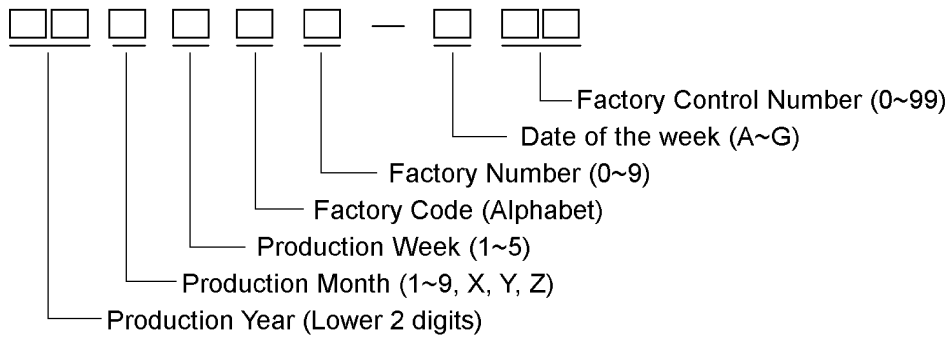 Factory Control Number (0~99)
Date of the week (A~G)
Factory Number (0~9)
Factory Code (Alphabet)
Production Week (1~5)
Production Month (1~9, X, Y, Z)
Production Year (Lower 2 digits)